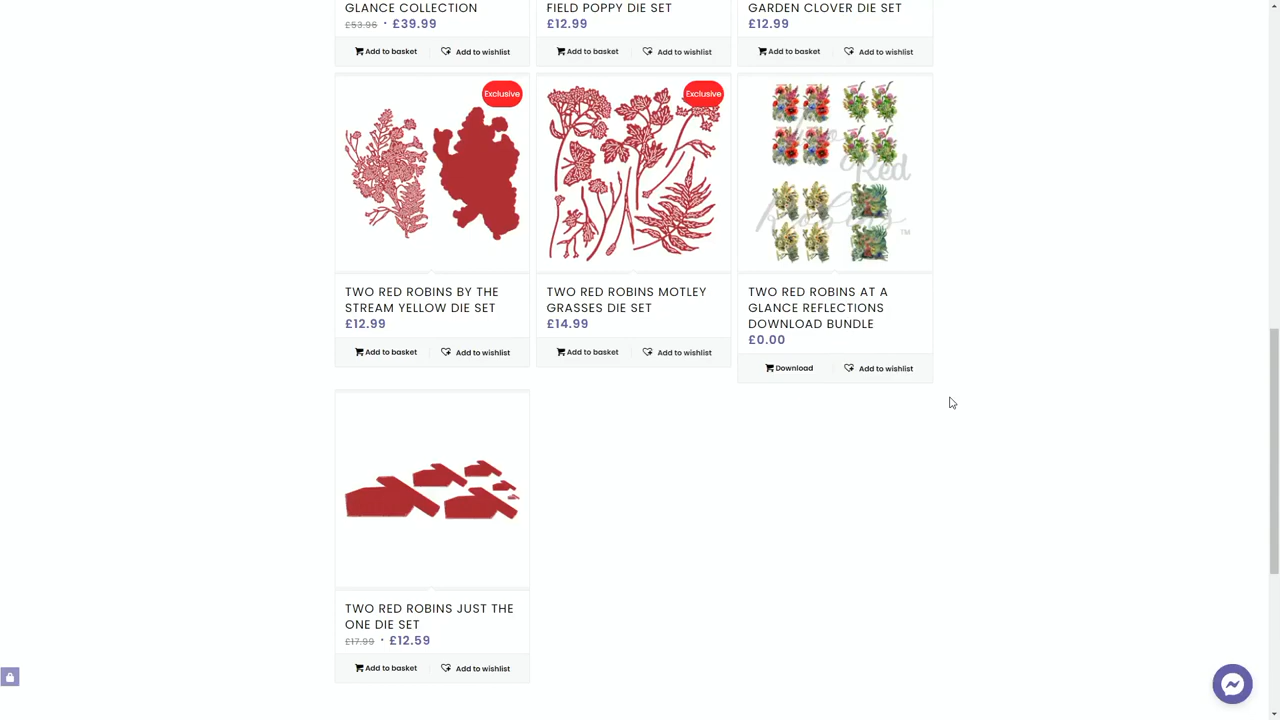 GLANCE COLLECTION
£53.96 · £39.99
Add to basket
Add to wishlist
FIELD POPPY DIE SET
£12.99
Add to basket
Add to wishlist
GARDEN CLOVER DIE SET
£12.99
Add to basket
Add to wishlist
Exclusive
TWO RED ROBINS BY THE
STREAM YELLOW DIE SET
£12.99
Add to basket
Add to wishlist
Exclusive
TWO RED ROBINS MOTLEY
GRASSES DIE SET
£14.99
Add to basket
Add to wishlist
Two
Red
Robins
TM
TWO RED ROBINS AT A
GLANCE REFLECTIONS
DOWNLOAD BUNDLE
£0.00
Download
Add to wishlist
TWO RED ROBINS JUST THE
ONE DIE SET
£17.99 · £12.59
Add to basket
Add to wishlist